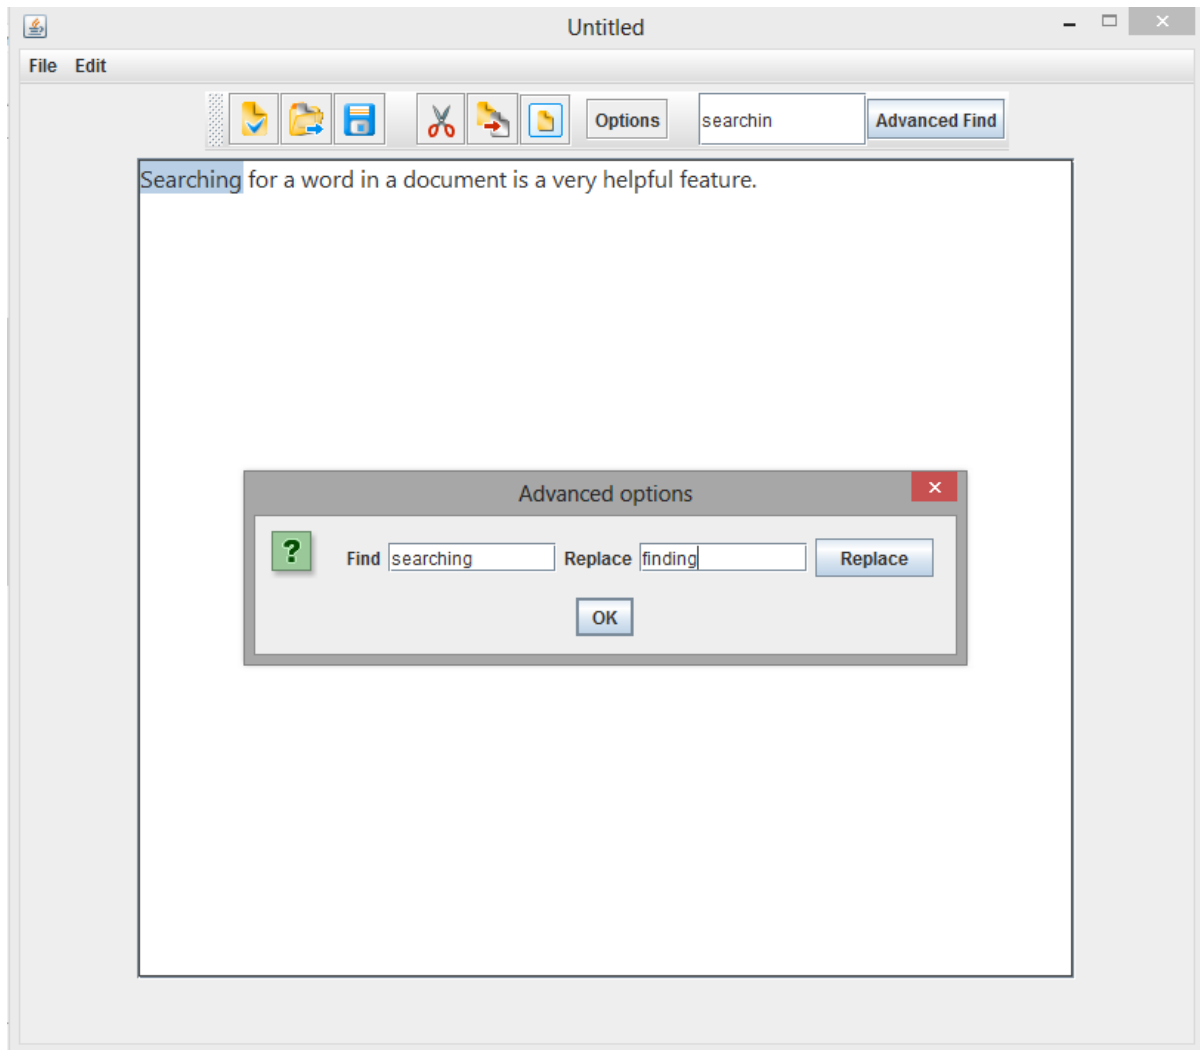 Untitled
File Edit
Options searchin Advanced Find
Searching for a word in a document is a very helpful feature.
Advanced options
? Find searching Replace finding Replace
OK